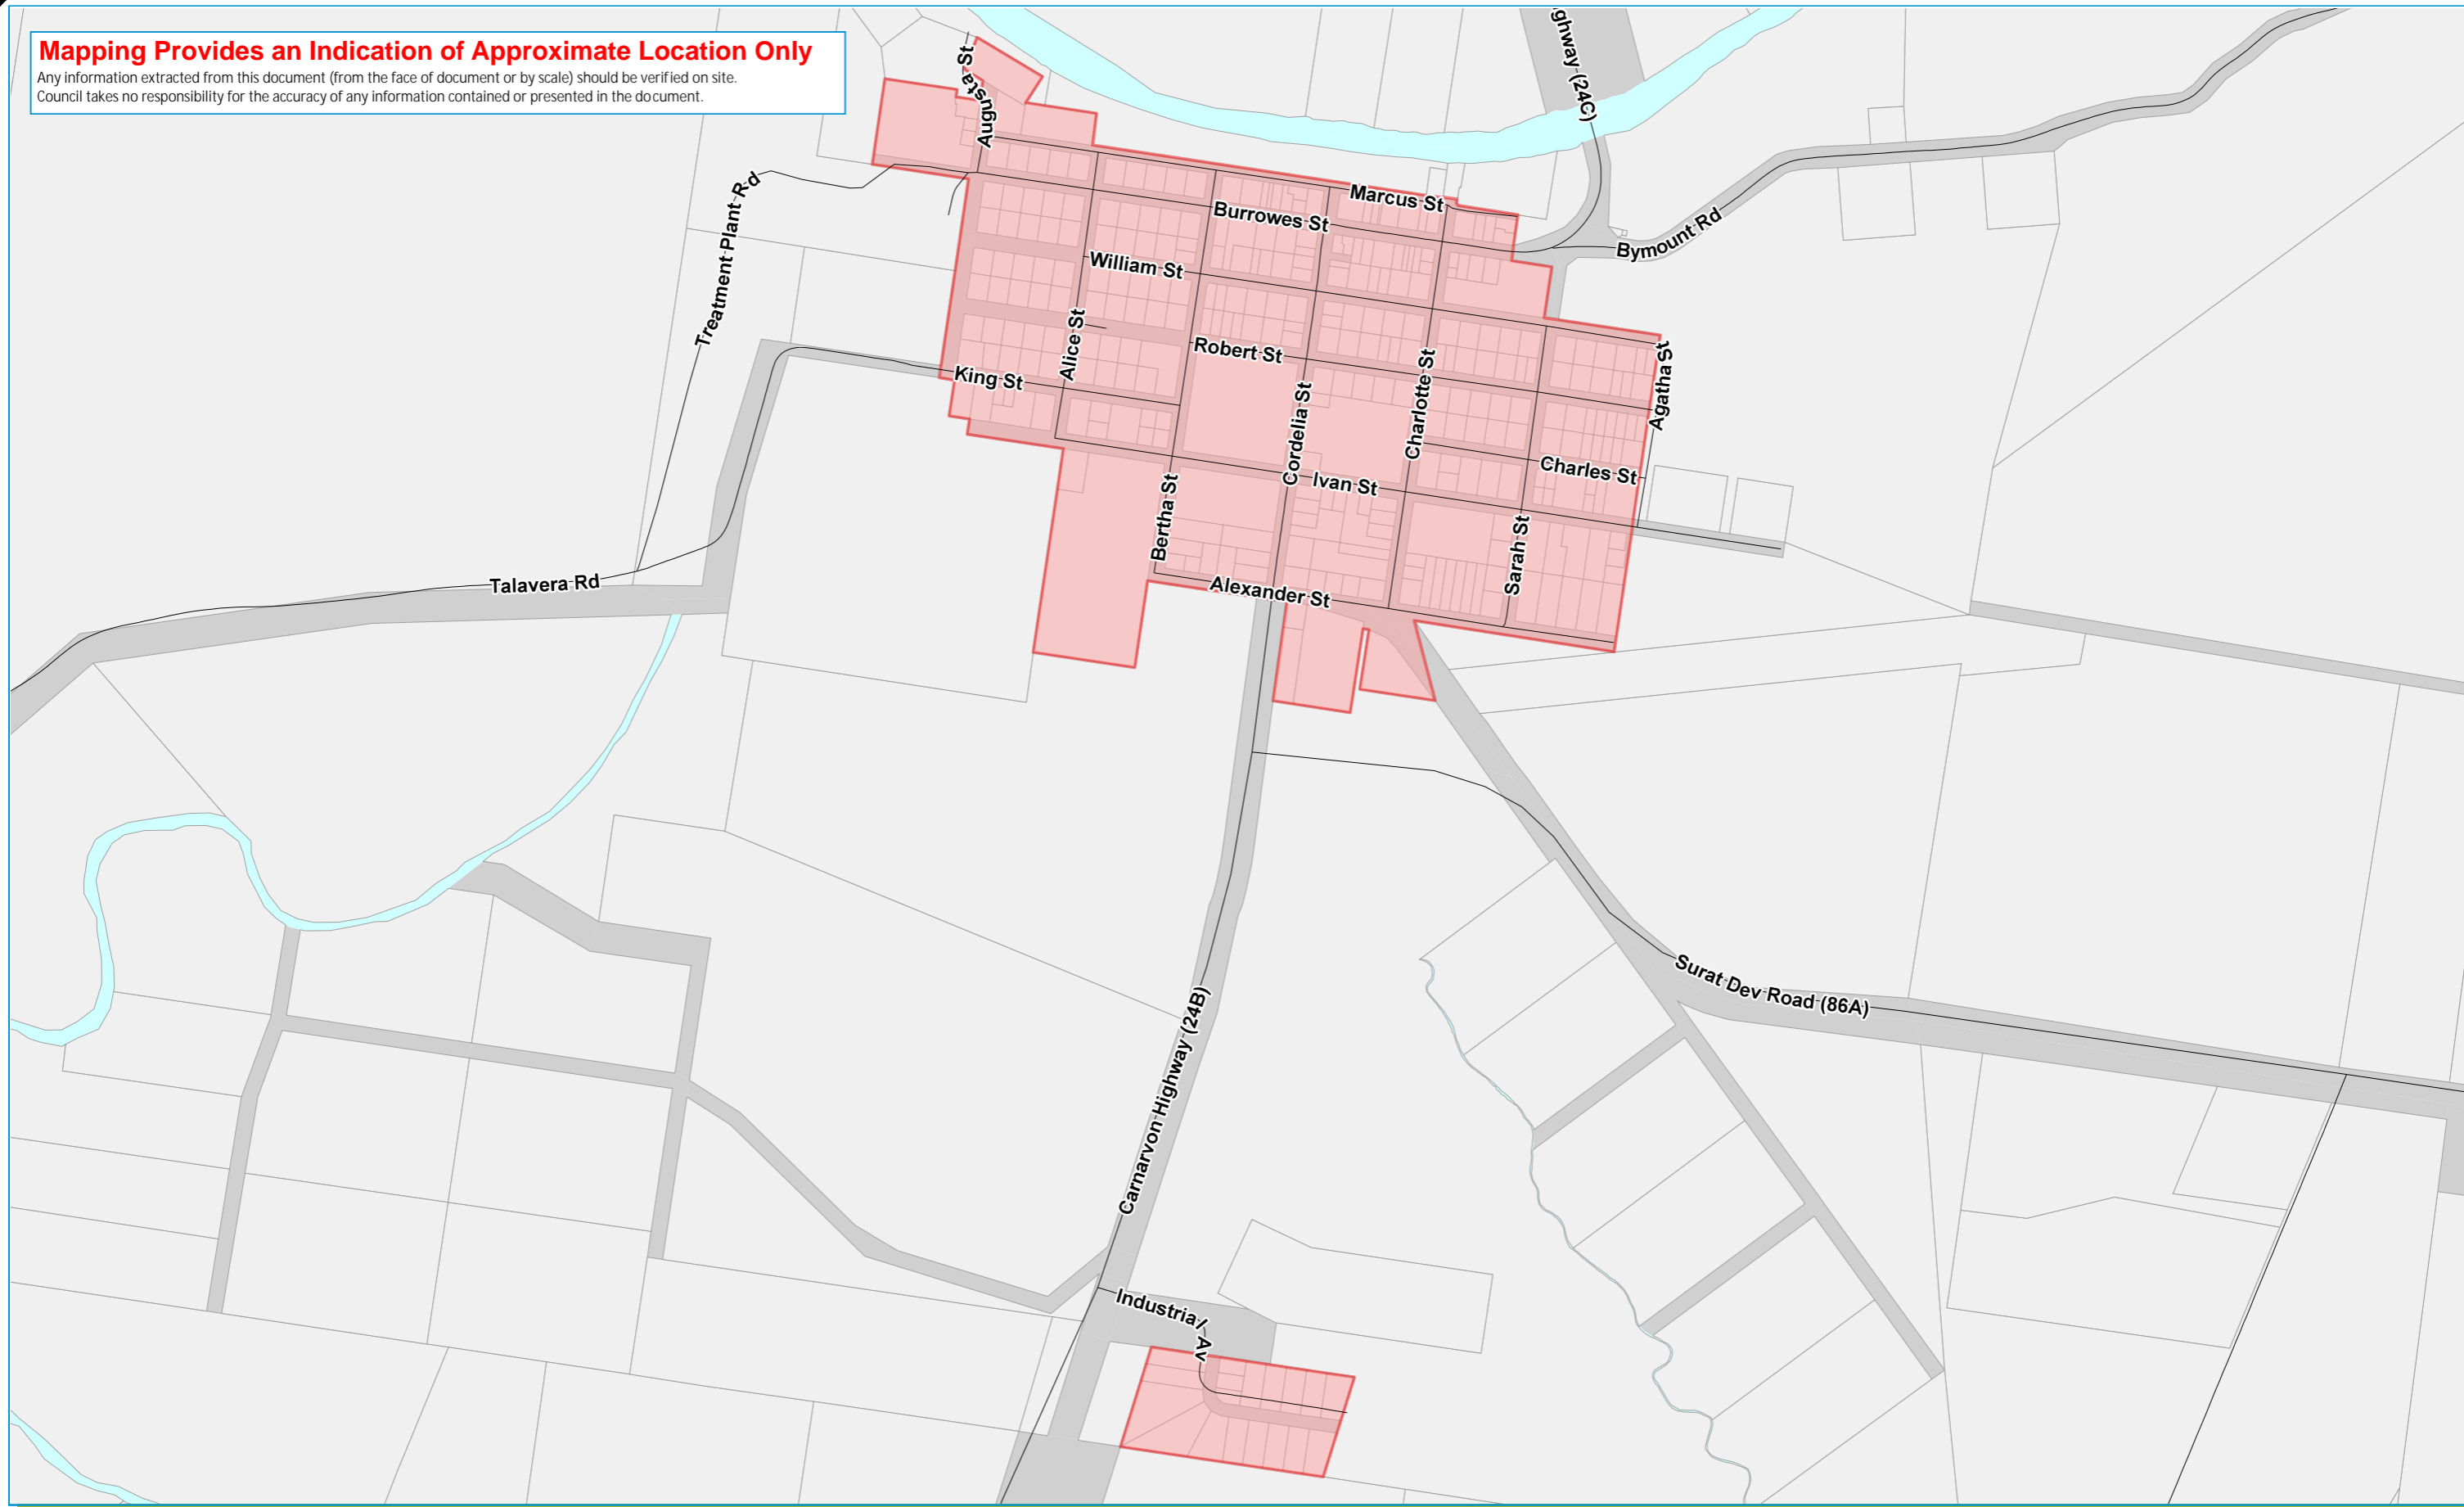 Mapping Provides an Indication of Approximate Location Only
Any information extracted from this document (from the face of document or by scale) should be verified on site.
Council takes no responsibility for the accuracy of any information contained or presented in the document.
ghway (24C)
Augusta St
Marcus St
Burrowes St
Bymount Rd
Treatment Plant Rd
William St
Alice St
Robert St
King St
Agatha St
Charlotte St
Cordelia St
Charles St
Ivan St
Bertha St
Sarah St
Talavera Rd
Alexander St
Surat Dev Road (86A)
Carnarvon Highway (24B)
Industrial Av